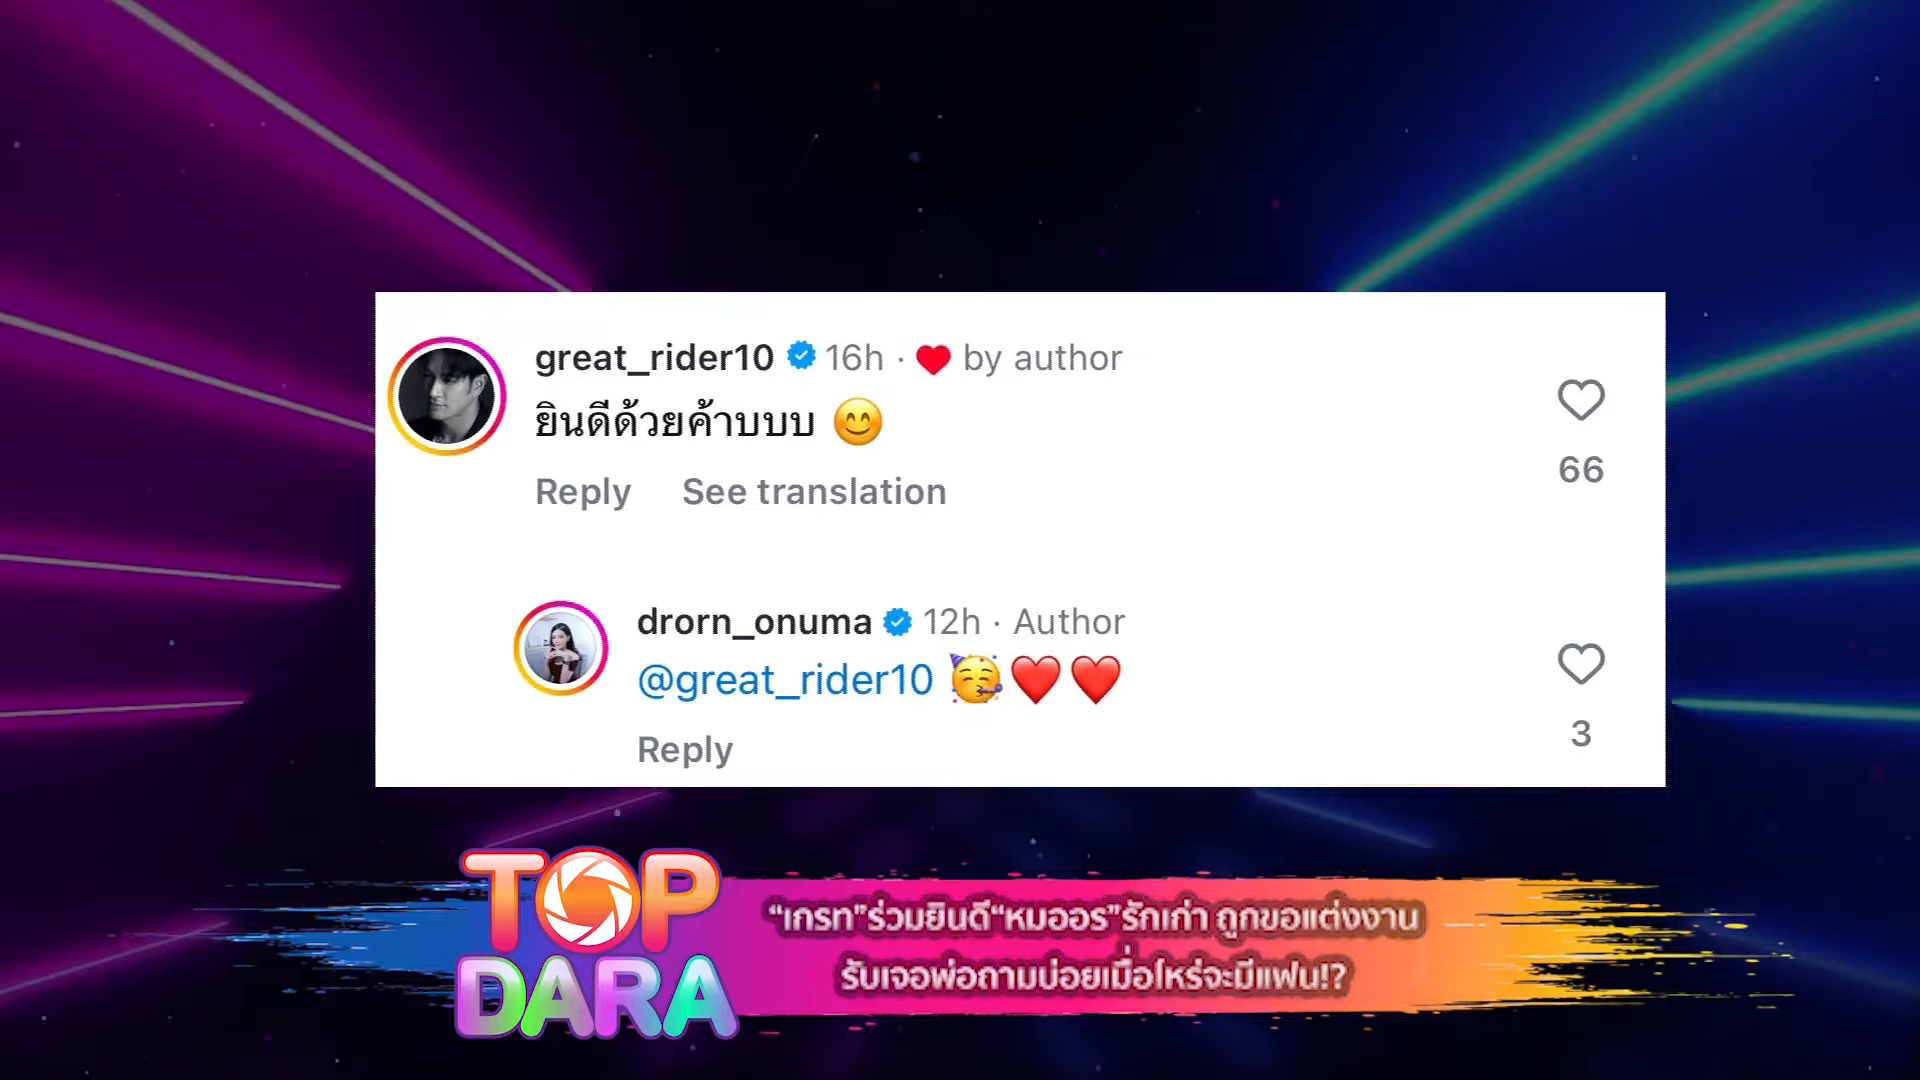 great_rider10 16h · ❤️ by author
ยินดีด้วยค้าบบบ 😊
Reply See translation
66
drorn_onuma 12h · Author
@great_rider10 🥳❤️❤️
3
Reply
TOP
DARA
“เกรท”ร่วมยินดี“หมออร”รักเก่า ถูกขอแต่งงาน
รับเจอพ่อถามบ่อยเมื่อไหร่จะมีแฟน!?